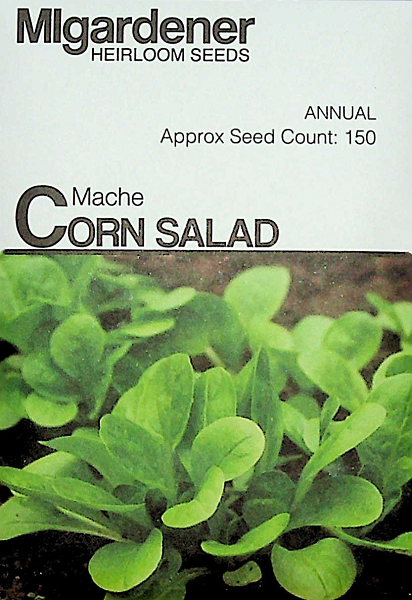 MIgardener
HEIRLOOM SEEDS
ANNUAL
Approx Seed Count: 150
Mache
CORN SALAD